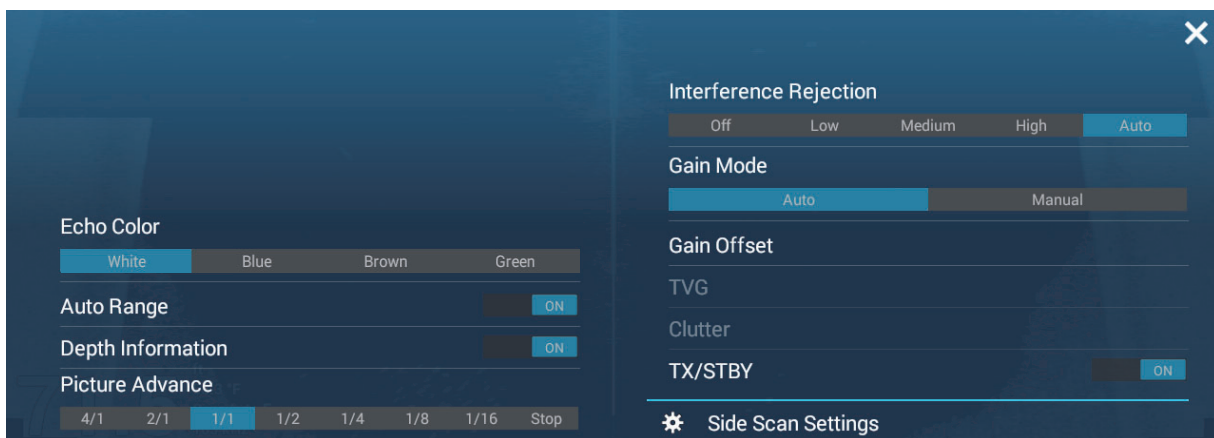 Echo Color
White Blue Brown Green
Auto Range ON
Depth Information ON
Picture Advance
4/1 2/1 1/1 1/2 1/4 1/8 1/16 Stop
Interference Rejection
Off Low Medium High Auto
Gain Mode
Auto Manual
Gain Offset
TVG
Clutter
TX/STBY ON
Side Scan Settings